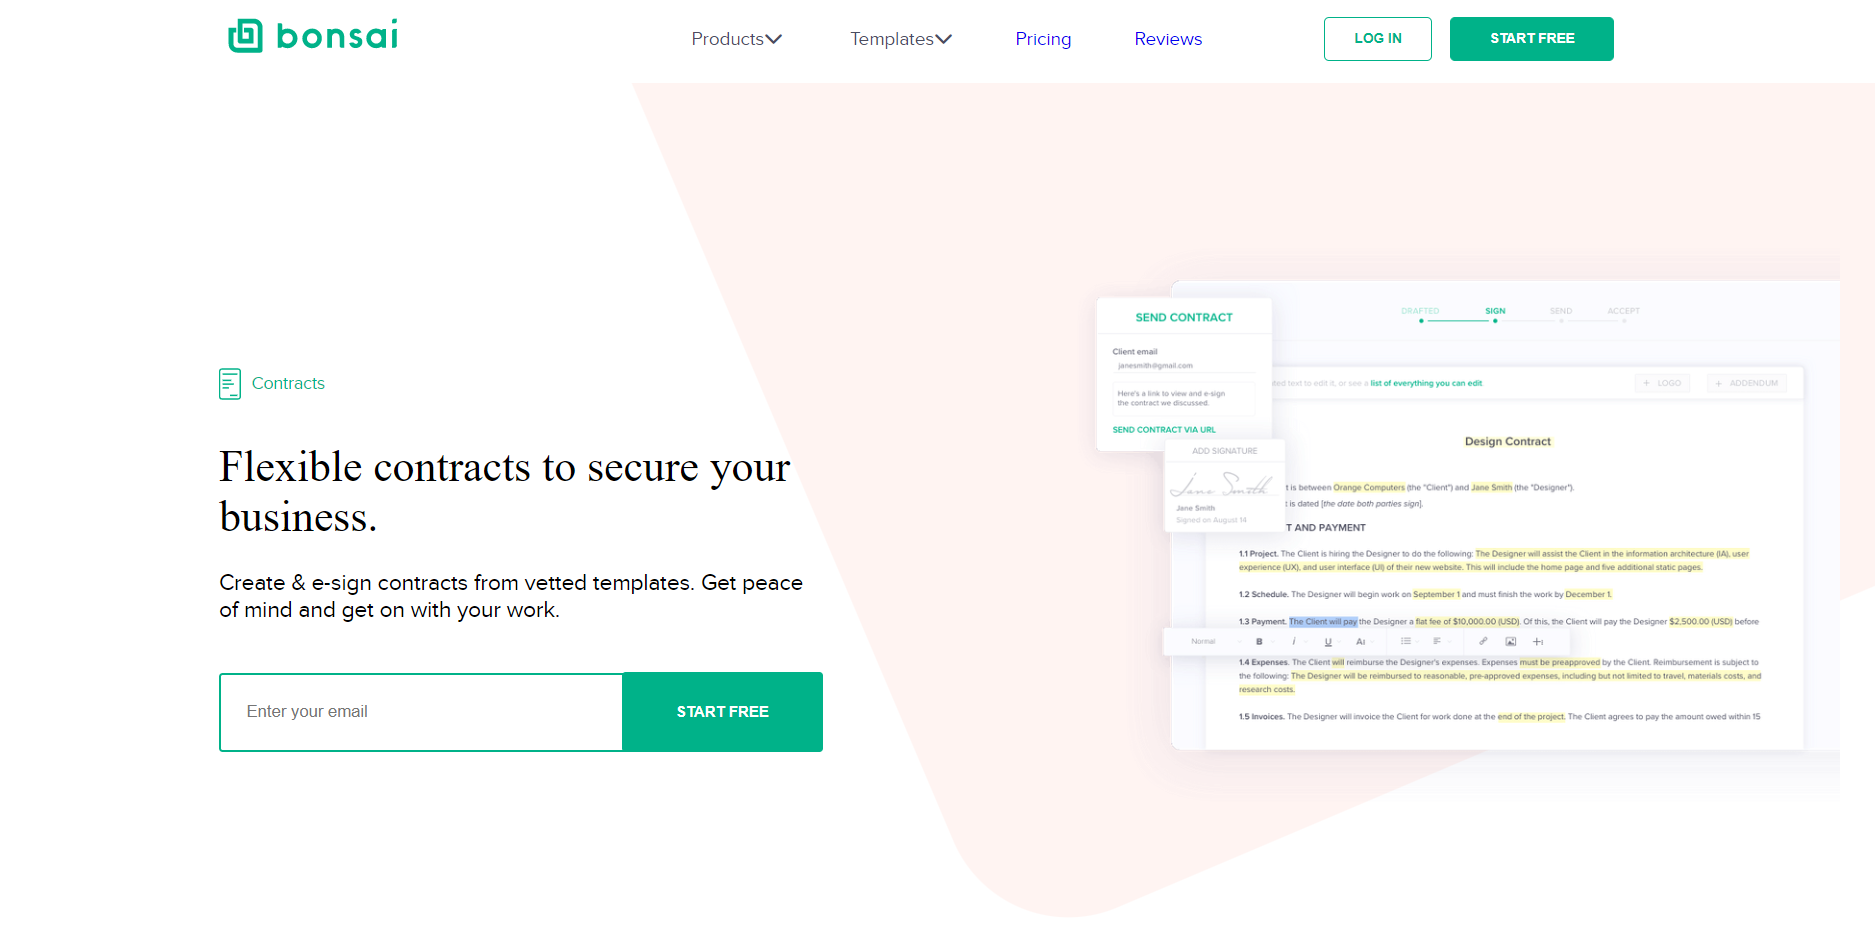 bonsai
Products
Templates
Pricing
Reviews
LOG IN
START FREE
Contracts
Flexible contracts to secure your
business.
Create & e-sign contracts from vetted templates. Get peace
of mind and get on with your work.
Enter your email
START FREE
SEND CONTRACT
Client email
janesmith@gmail.com
Here's a link to view and e-sign
the contract we discussed.
SEND CONTRACT VIA URL
ADD SIGNATURE
Jane Smith
Jane Smith
Signed on August 14
DRAFTED
SIGN
SEND
ACCEPT
text to edit it, or see a list of everything you can edit
+ LOGO
+ ADDENDUM
Design Contract
is between Orange Computers (the "Client") and Jane Smith (the "Designer").
is dated [the date both parties sign].
AND PAYMENT
1.1 Project. The Client is hiring the Designer to do the following: The Designer will assist the Client in the information architecture (IA), user
experience (UX), and user interface (UI) of their new website. This will include the home page and five additional static pages.
1.2 Schedule. The Designer will begin work on September 1 and must finish the work by December 1.
1.3 Payment. The Client will pay the Designer a flat fee of $10,000.00 (USD). Of this, the Client will pay the Designer $2,500.00 (USD) before
Normal
B
i
U
A
1.4 Expenses. The Client will reimburse the Designer's expenses. Expenses must be preapproved by the Client. Reimbursement is subject to
the following: The Designer will be reimbursed to reasonable, pre-approved expenses, including but not limited to travel, materials costs, and
research costs.
1.5 Invoices. The Designer will invoice the Client for work done at the end of the project. The Client agrees to pay the amount owed within 15